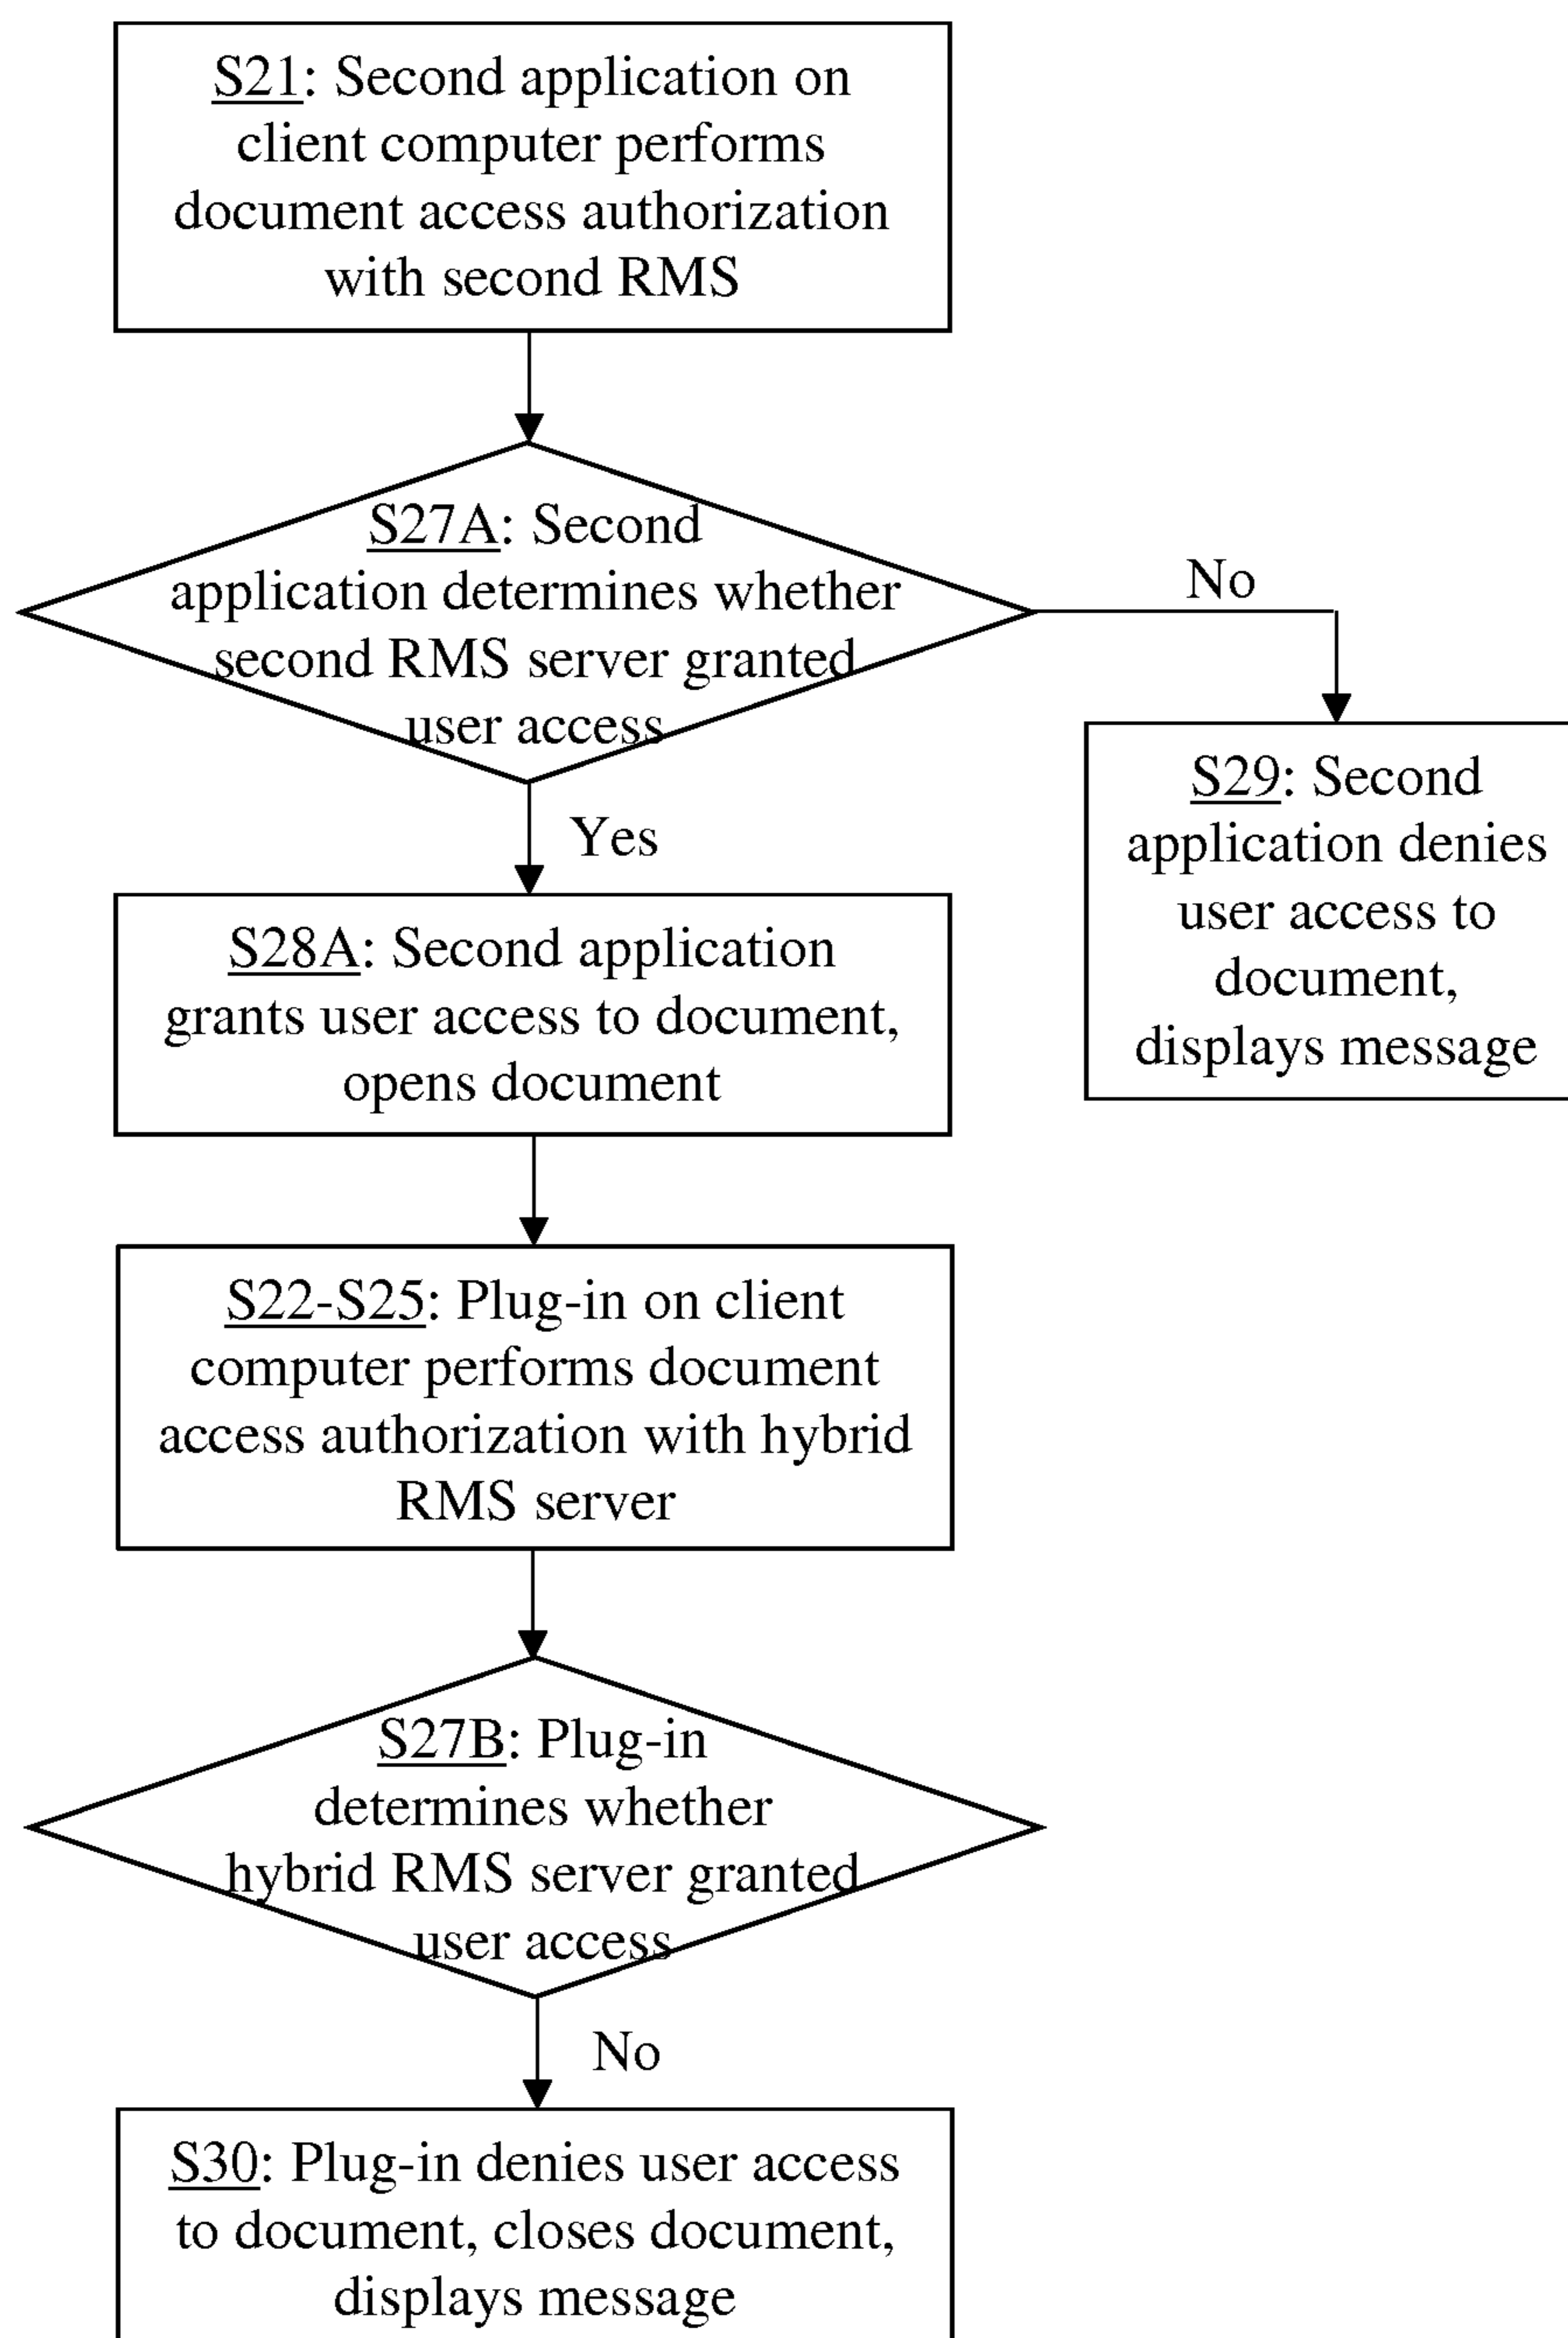 S21: Second application on
client computer performs
document access authorization
with second RMS
S27A: Second
application determines whether
second RMS server granted
user access
No
Yes
S29: Second
application denies
user access to
document,
displays message
S28A: Second application
grants user access to document,
opens document
S22-S25: Plug-in on client
computer performs document
access authorization with hybrid
RMS server
S27B: Plug-in
determines whether
hybrid RMS server granted
user access
No
S30: Plug-in denies user access
to document, closes document,
displays message